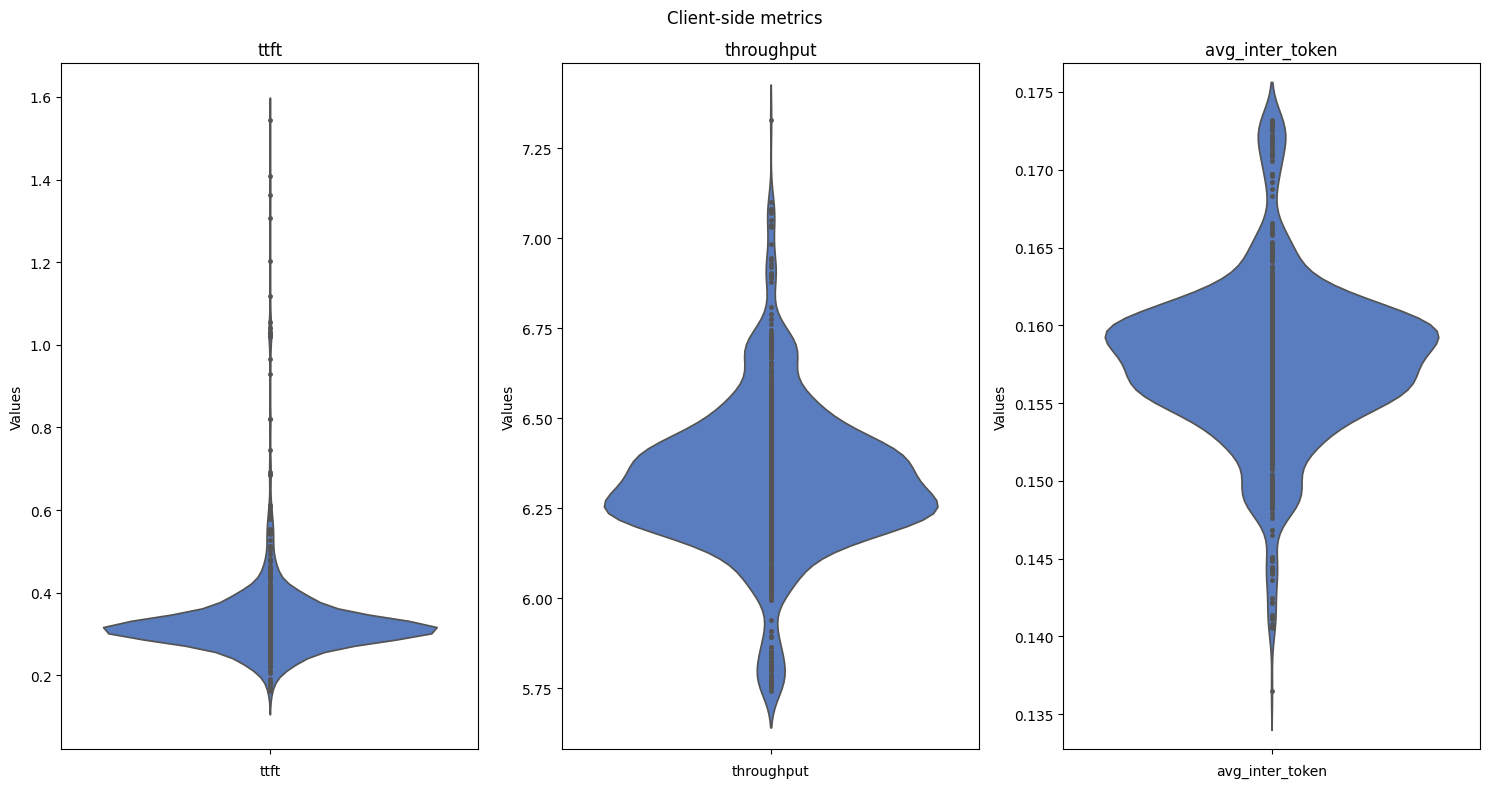 Client-side metrics
ttft
1.6
1.4
1.2
1.0
0.8
0.6
0.4
0.2
Values
ttft
throughput
7.25
7.00
6.75
6.50
6.25
6.00
5.75
Values
throughput
avg_inter_token
0.175
0.170
0.165
0.160
0.155
0.150
0.145
0.140
0.135
Values
avg_inter_token